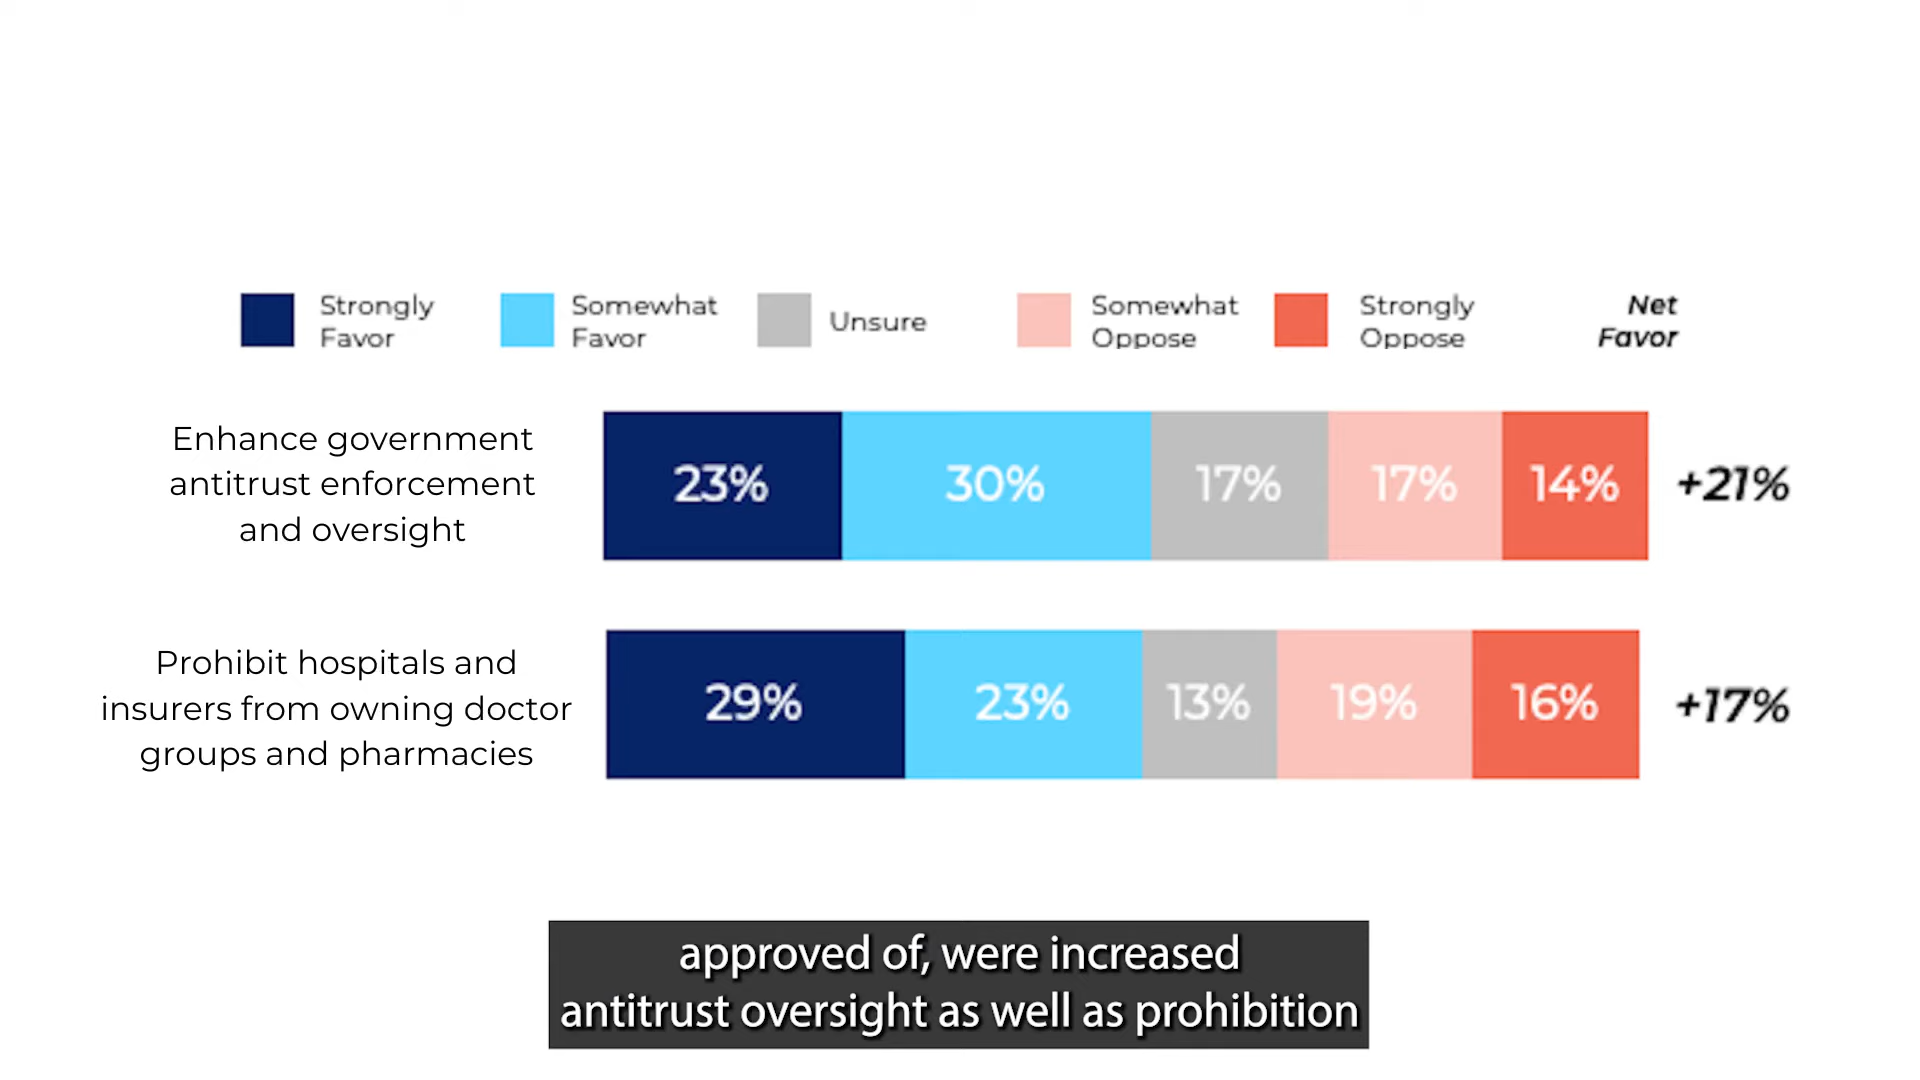 Strongly
Favor
Somewhat
Favor
Unsure
Somewhat
Oppose
Strongly
Oppose
Net
Favor
Enhance government
antitrust enforcement
and oversight
23% 30% 17% 17% 14% +21%
Prohibit hospitals and
insurers from owning doctor
groups and pharmacies
29% 23% 13% 19% 16% +17%
approved of, were increased
antitrust oversight as well as prohibition